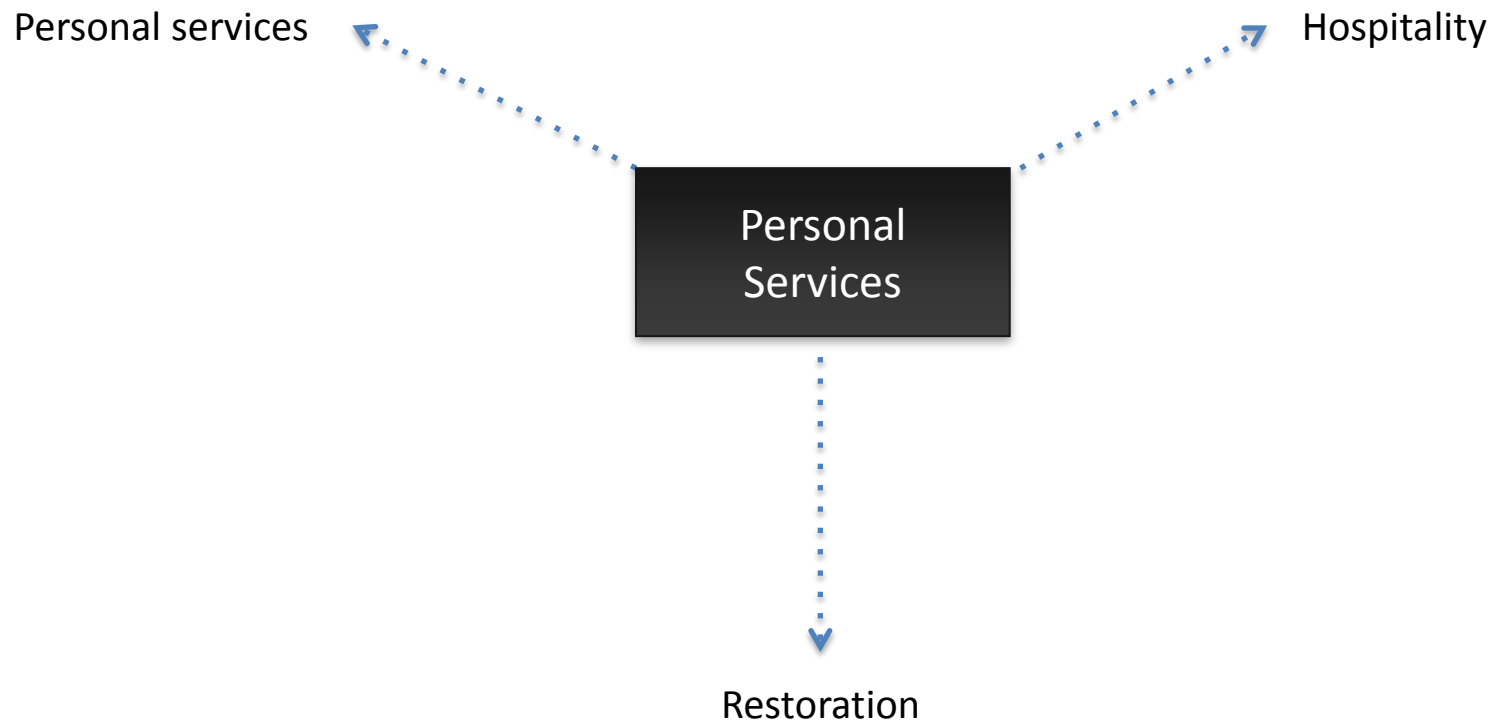 Personal services
Hospitality
Personal
Services
Restoration